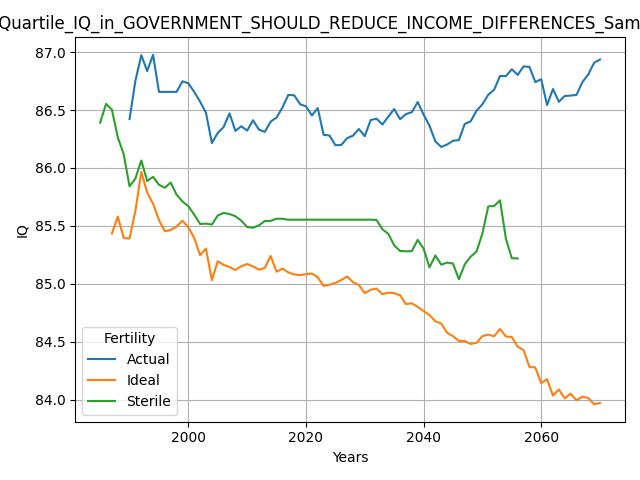 Quartile_IQ_in_GOVERNMENT_SHOULD_REDUCE_INCOME_DIFFERENCES_Sam
87.0
86.5
86.0
85.5
85.0
84.5
84.0
IQ
Fertility
Actual
Ideal
Sterile
2000
2020
2040
2060
Years